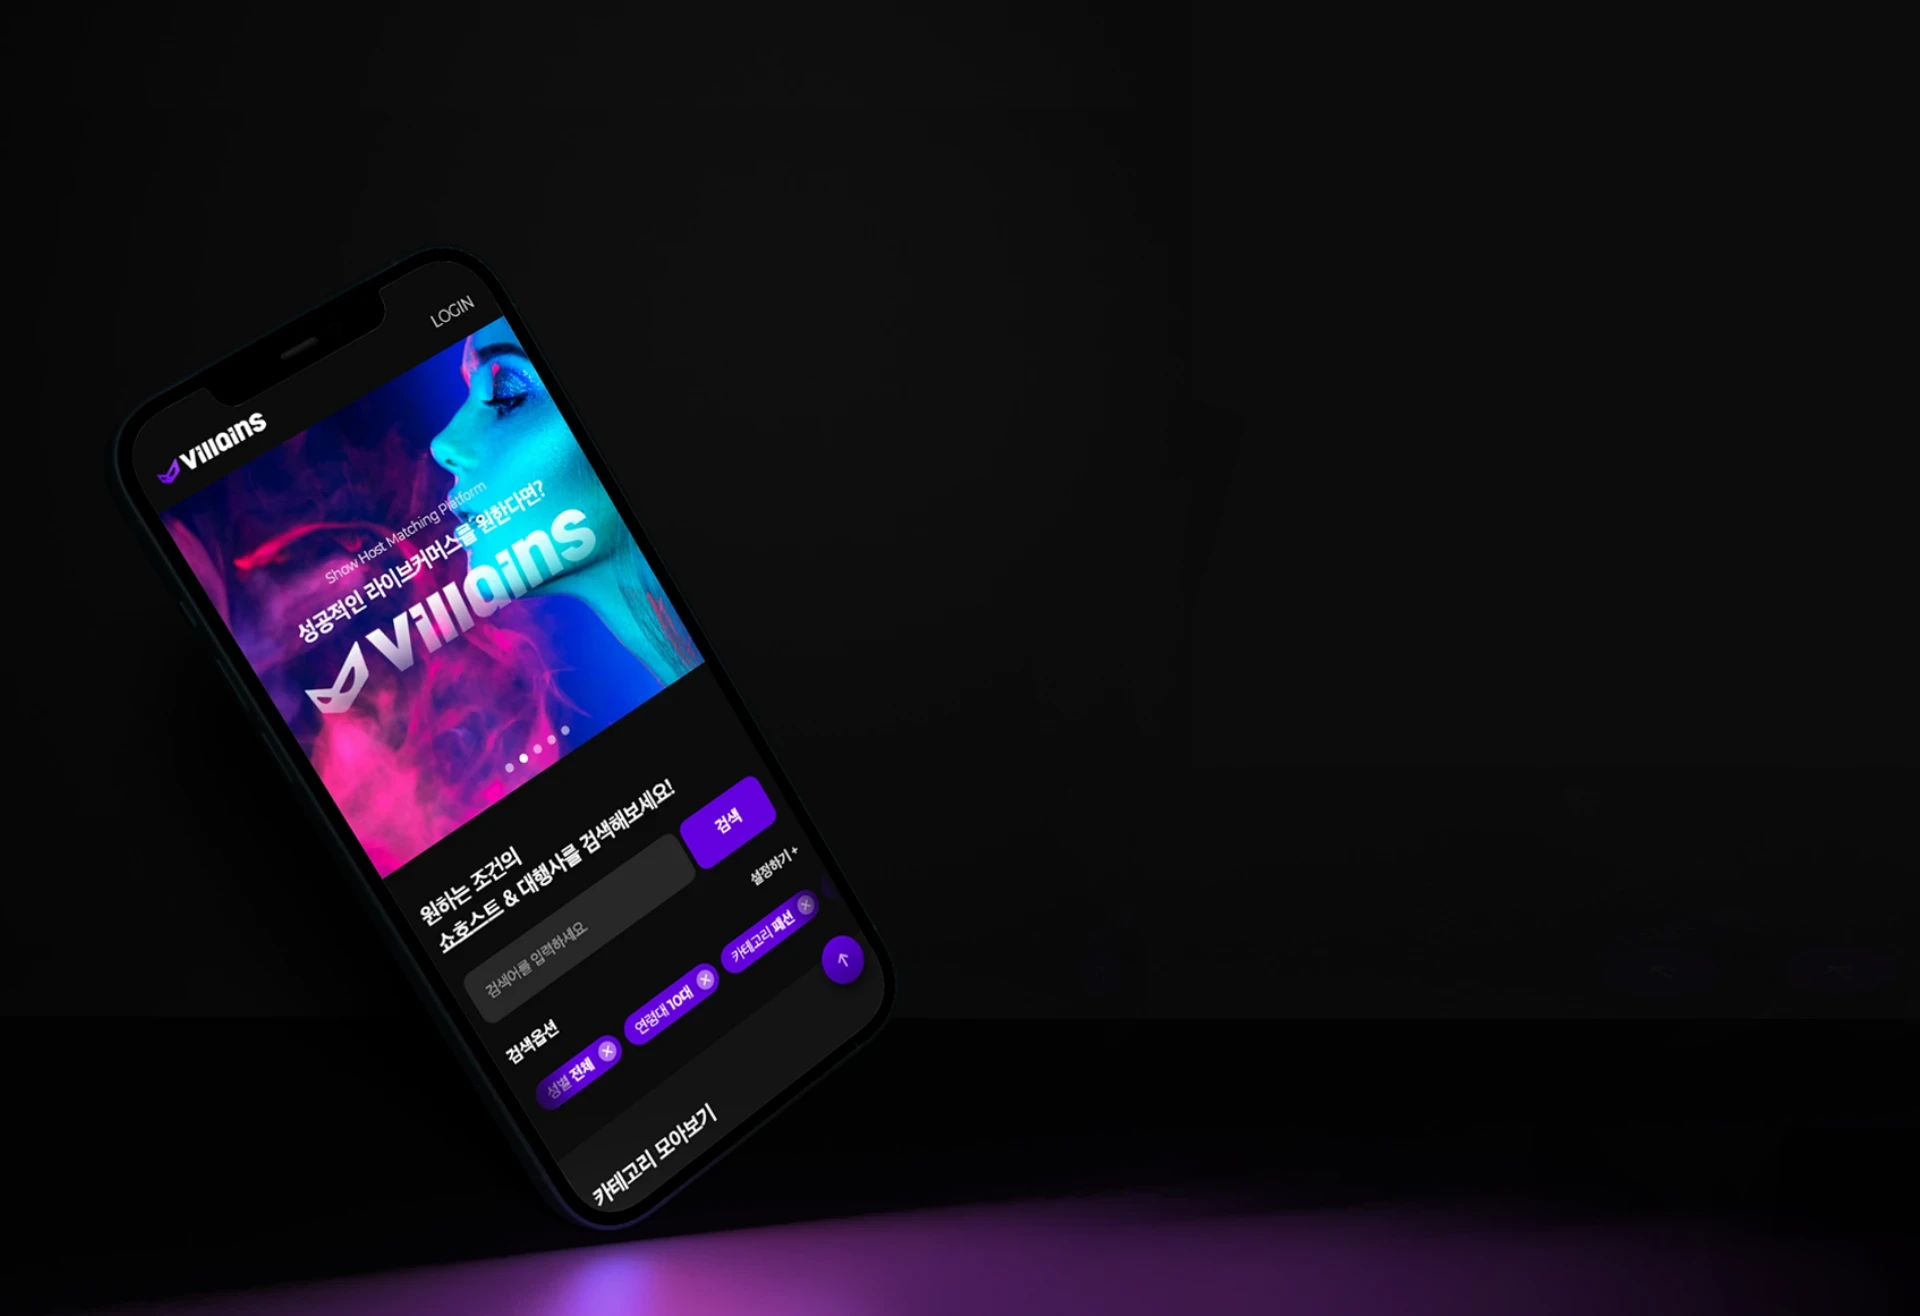 LOGIN
Villains
Show Host Matching Platform
성공적인 라이브커머스를 원한다면?
Villains
원하는 조건의
쇼호스트 & 대행사를 검색해보세요!
검색어를 입력하세요.
검색
설정하기 +
검색옵션
성별 전체
연령대 10대
카테고리 패션
카테고리 모아보기